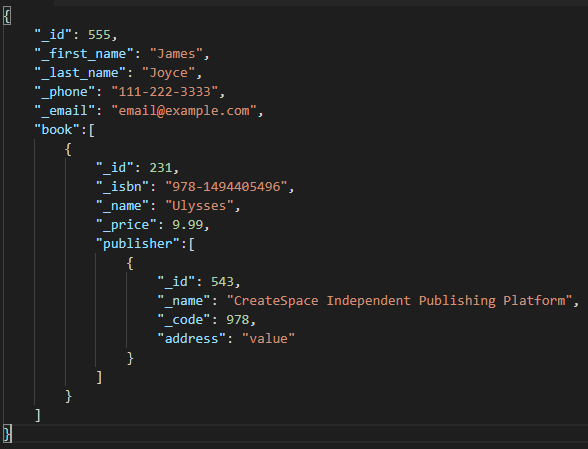 {
    "_id": 555,
    "_first_name": "James",
    "_last_name": "Joyce",
    "_phone": "111-222-3333",
    "_email": "email@example.com",
    "book":[
        {
            "_id": 231,
            "_isbn": "978-1494405496",
            "_name": "Ulysses",
            "_price": 9.99,
            "publisher":[
                {
                    "_id": 543,
                    "_name": "CreateSpace Independent Publishing Platform",
                    "_code": 978,
                    "address": "value"
                }
            ]
        }
    ]
}